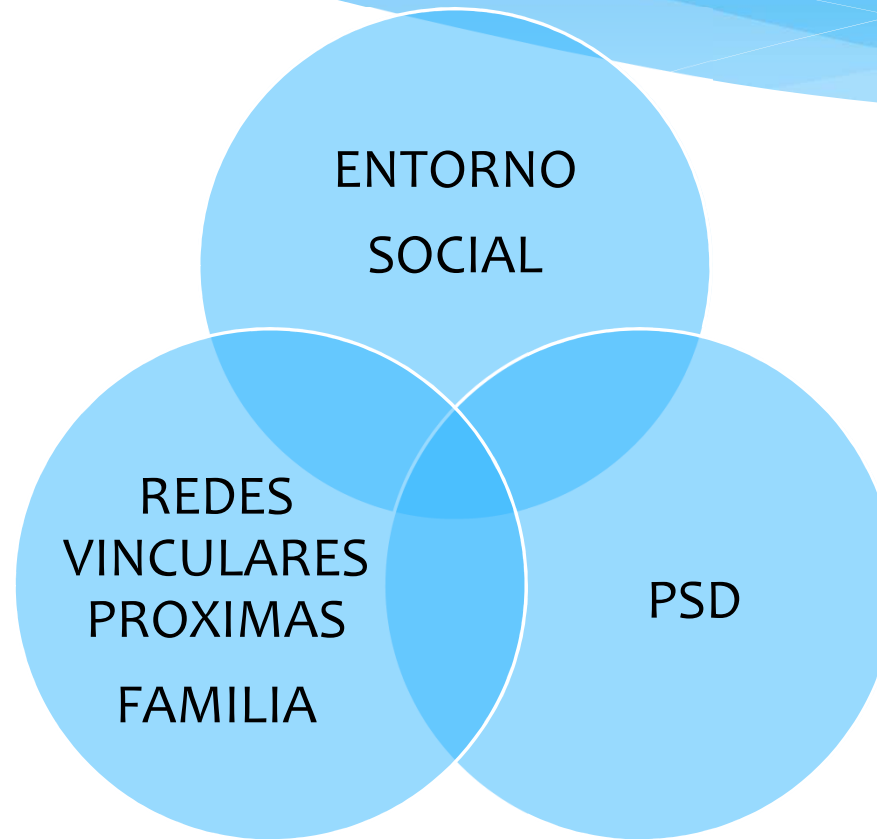 ENTORNO
SOCIAL
REDES
VINCULARES
PROXIMAS
FAMILIA
PSD